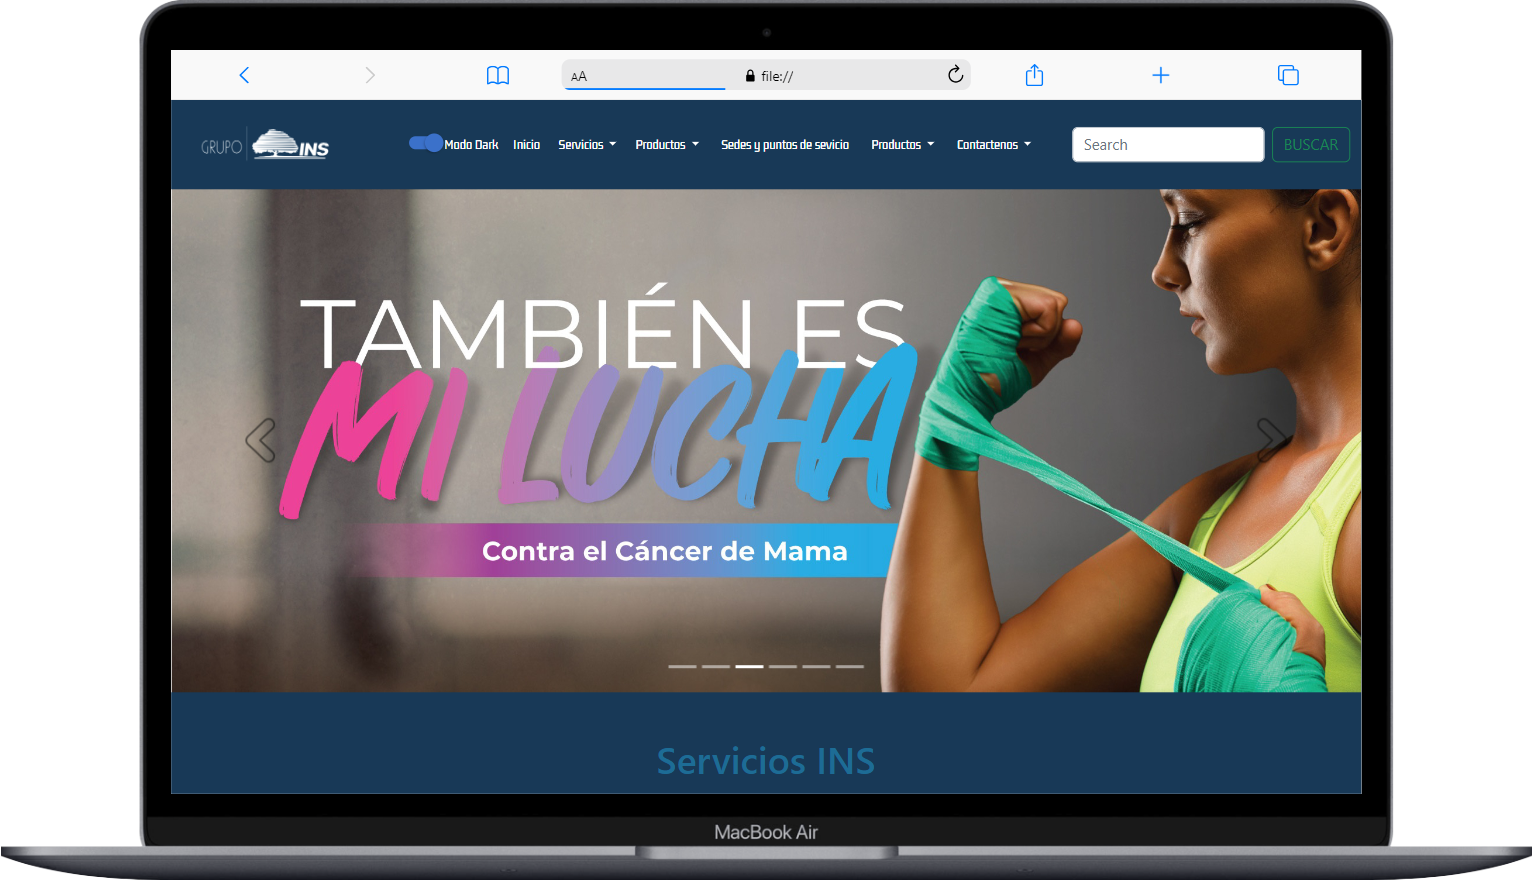 AA file://
GRUPO INS
Modo Dark Inicio Servicios Productos Sedes y puntos de sevicio Productos Contactenos Search BUSCAR
TAMBIÉN ES
MI LUCHA
Contra el Cáncer de Mama
Servicios INS
MacBook Air